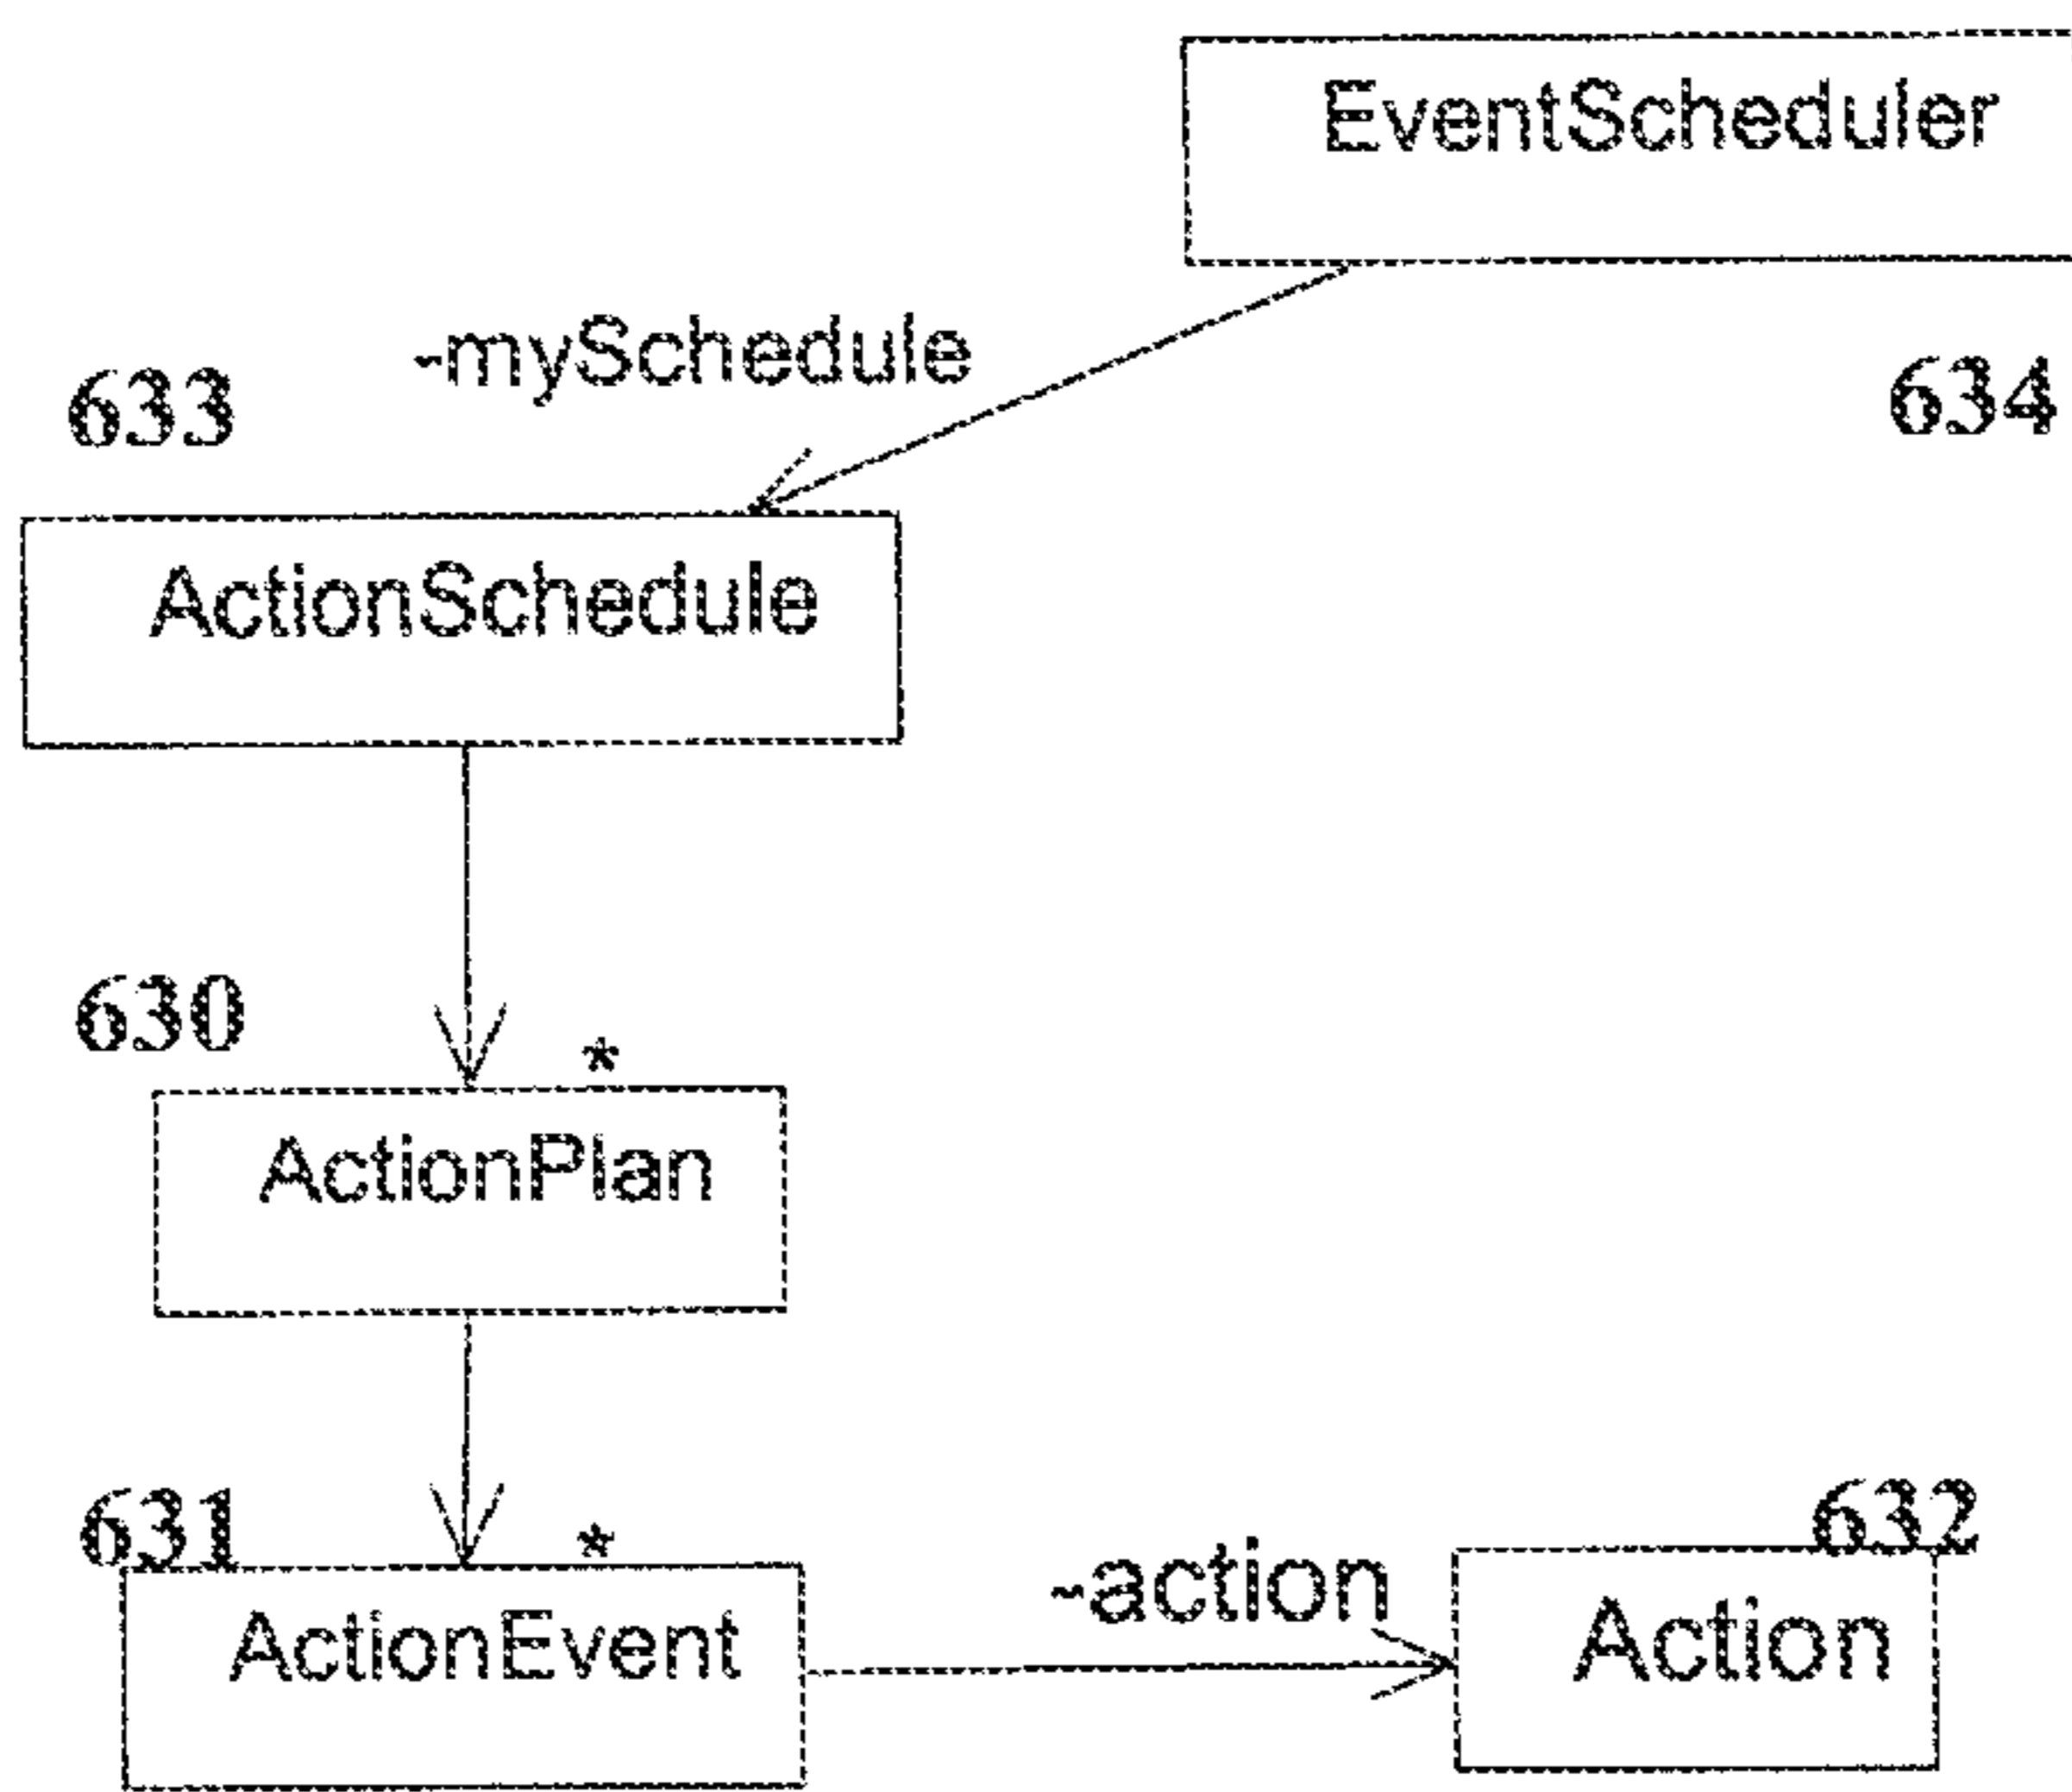 EventScheduler
-mySchedule
633
634
ActionSchedule
630
*
ActionPlan
631
*
632
-action
ActionEvent
Action